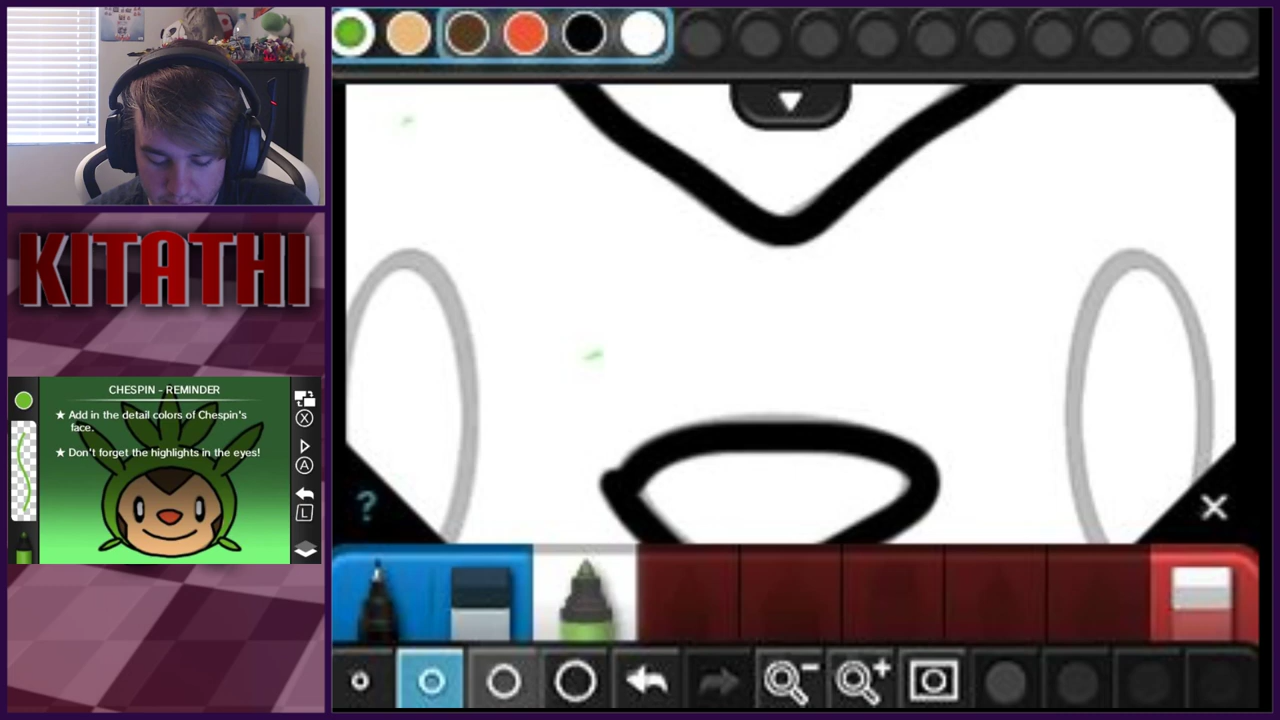 KITATHI
CHESPIN - REMINDER
★ Add in the detail colors of Chespin's
face.
★ Don't forget the highlights in the eyes!
X
A
L
?
X